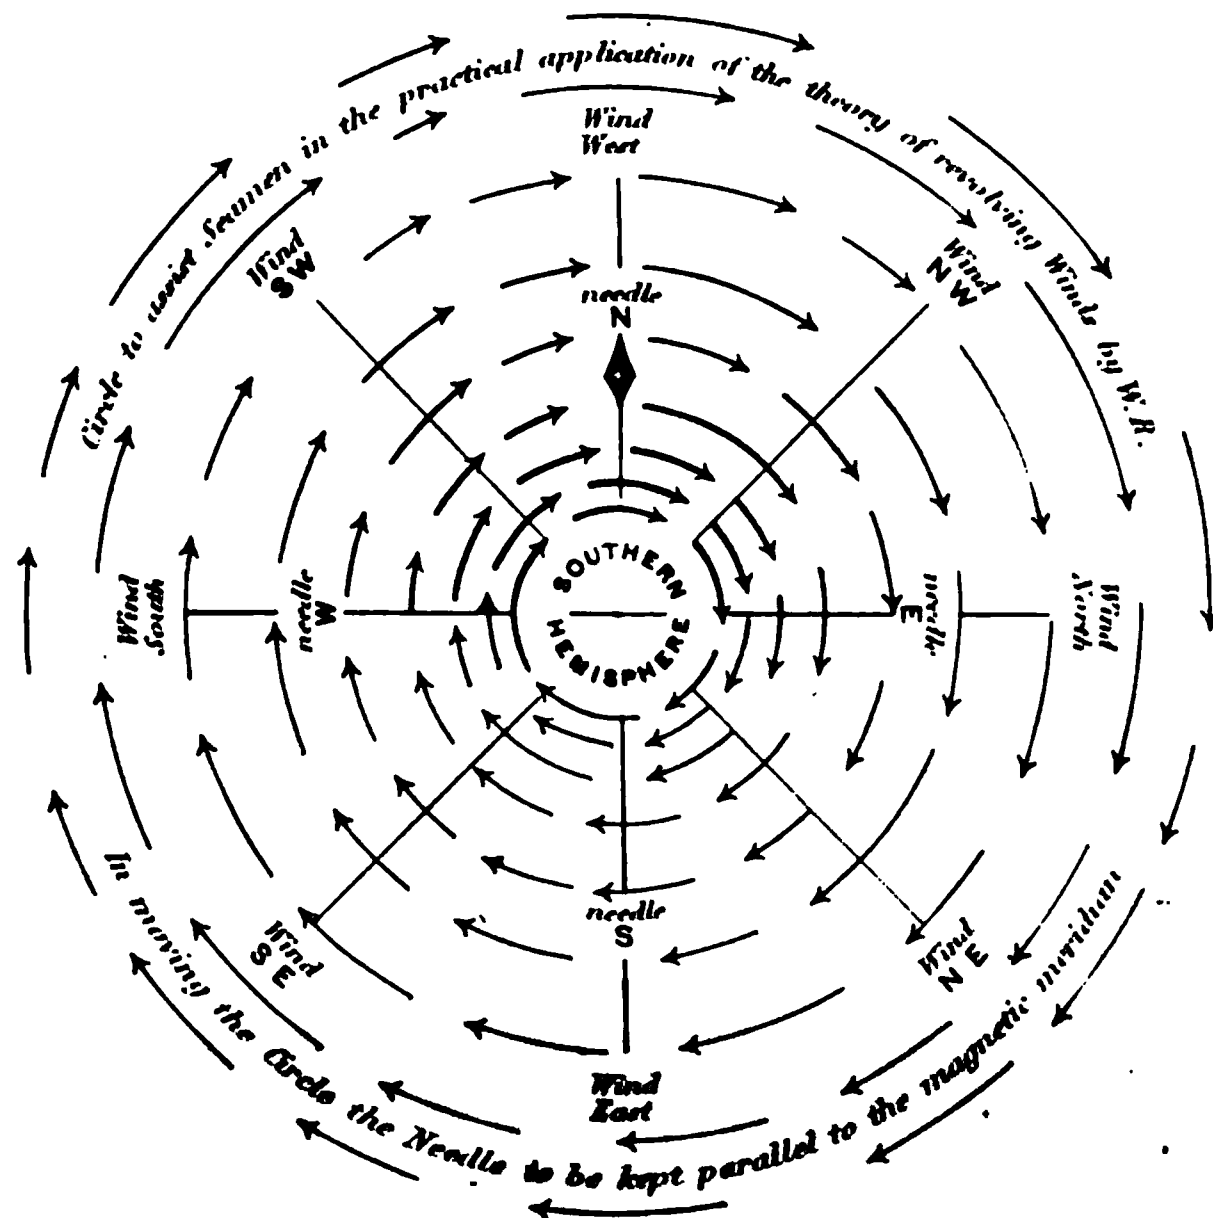 Circle to assist Seamen in the practical application of the theory of revolving Winds by W.R.
Wind
West
Wind
SW
Wind
NW
needle
N
SOUTHERN
HEMISPHERE
Wind
South
needle
W
E
needle
Wind
North
needle
S
Wind
SE
Wind
NE
Wind
East
In moving the Circle the Needle to be kept parallel to the magnetic meridian